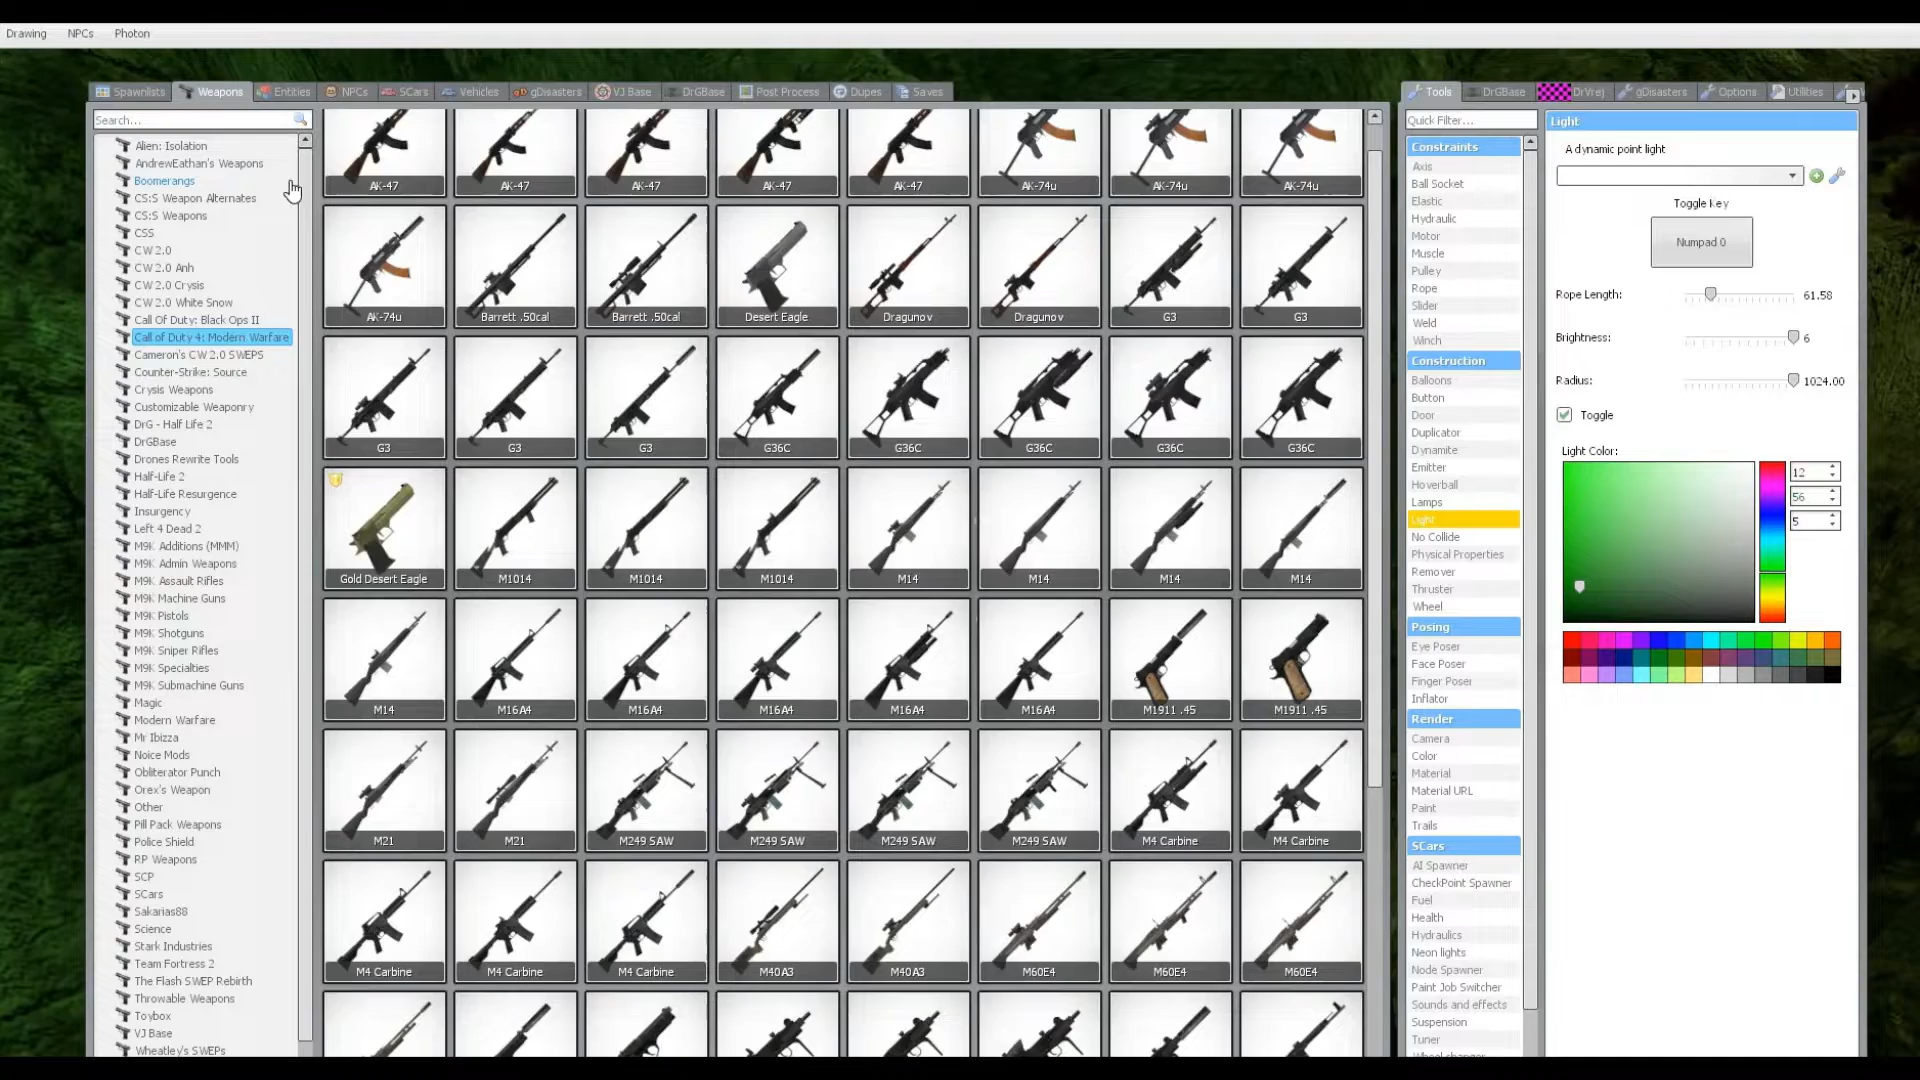 Drawing NPCs Photon
Spawnlists Weapons Entities NPCs SCars Vehicles gDisasters VJ Base DrGBase Post Process Dupes Saves
Tools DrGBase DrVrej gDisasters Options Utilities
Search...
Alien: Isolation
AndrewEathan's Weapons
Boomerangs
CS:S Weapon Alternates
CS:S Weapons
CSS
CW 2.0
CW 2.0 Anh
CW 2.0 Crysis
CW 2.0 White Snow
Call Of Duty: Black Ops II
Call of Duty 4: Modern Warfare
Cameron's CW 2.0 SWEPS
Counter-Strike: Source
Crysis Weapons
Customizable Weaponry
DrG - Half Life 2
DrGBase
Drones Rewrite Tools
Half-Life 2
Half-Life Resurgence
Insurgency
Left 4 Dead 2
M9K Additions (MMM)
M9K Admin Weapons
M9K Assault Rifles
M9K Machine Guns
M9K Pistols
M9K Shotguns
M9K Sniper Rifles
M9K Specialties
M9K Submachine Guns
Magic
Modern Warfare
Mr Ibizza
Noice Mods
Obliterator Punch
Orex's Weapon
Other
Pill Pack Weapons
Police Shield
RP Weapons
SCP
SCars
Sakarias88
Science
Stark Industries
Team Fortress 2
The Flash SWEP Rebirth
Throwable Weapons
Toybox
VJ Base
Wheatley's SWEPs
AK-47 AK-47 AK-47 AK-47 AK-47 AK-74u AK-74u AK-74u
AK-74u Barrett .50cal Barrett .50cal Desert Eagle Dragunov Dragunov G3 G3
G3 G3 G3 G36C G36C G36C G36C G36C
Gold Desert Eagle M1014 M1014 M1014 M14 M14 M14 M14
M14 M16A4 M16A4 M16A4 M16A4 M16A4 M1911 .45 M1911 .45
M21 M21 M249 SAW M249 SAW M249 SAW M249 SAW M4 Carbine M4 Carbine
M4 Carbine M4 Carbine M4 Carbine M40A3 M40A3 M60E4 M60E4 M60E4
Quick Filter...
Constraints
Axis
Ball Socket
Elastic
Hydraulic
Motor
Muscle
Pulley
Rope
Slider
Weld
Winch
Construction
Balloons
Button
Door
Duplicator
Dynamite
Emitter
Hoverball
Lamps
Light
No Collide
Physical Properties
Remover
Thruster
Wheel
Posing
Eye Poser
Face Poser
Finger Poser
Inflator
Render
Camera
Color
Material
Material URL
Paint
Trails
SCars
AI Spawner
CheckPoint Spawner
Fuel
Health
Hydraulics
Neon lights
Node Spawner
Paint Job Switcher
Sounds and effects
Suspension
Tuner
Light
A dynamic point light
Toggle Key
Numpad 0
Rope Length: 61.58
Brightness: 6
Radius: 1024.00
Toggle
Light Color:
12
56
5